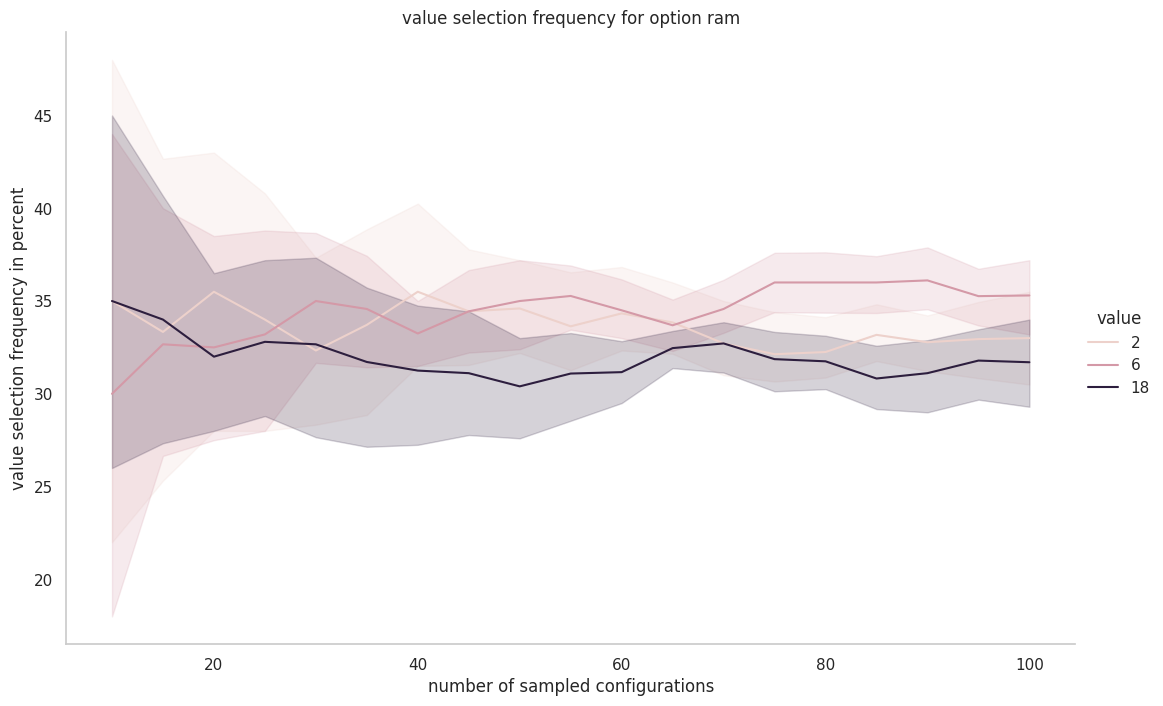 value selection frequency for option ram
value selection frequency in percent
45
40
35
30
25
20
20 40 60 80 100
number of sampled configurations
value
2
6
18